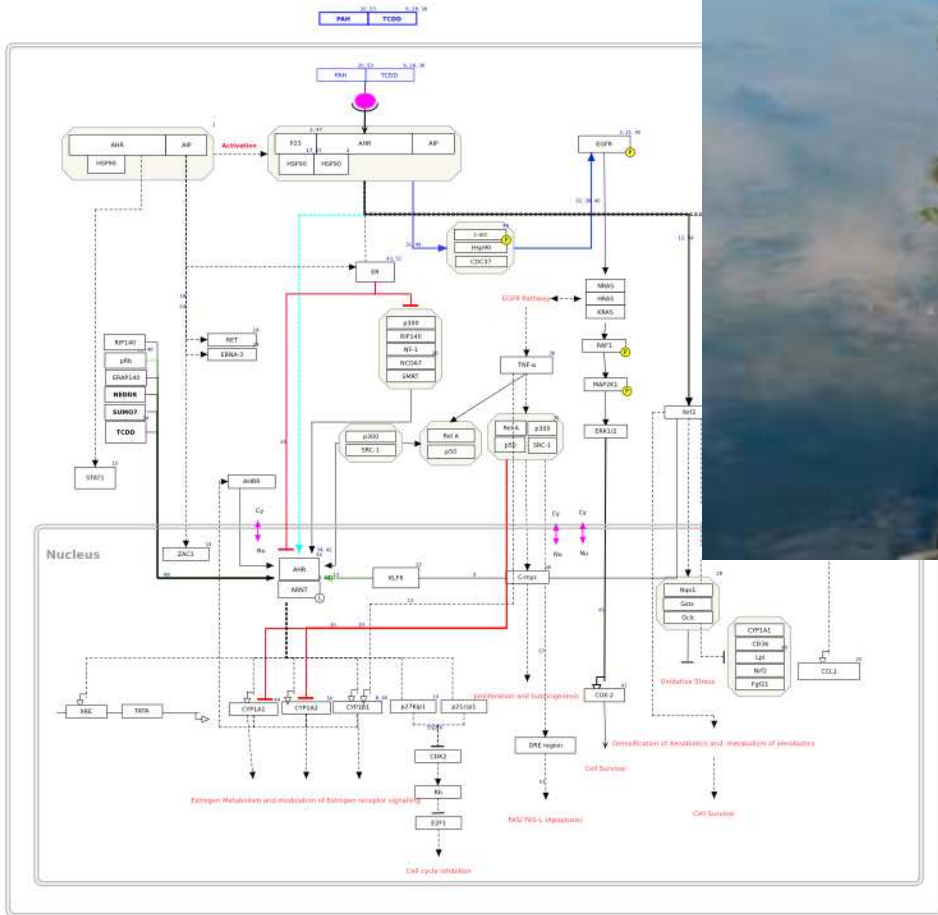 PAH TCDD
PAH TCDD
AHR AIP
HSP90
Activation
P23 AHR AIP
HSP90 HSP90
EGFR
P
c-src
P
Hsp90
CDC37
ER
EGFR Pathway
NRAS
HRAS
KRAS
p300
RIP140
NF-1
NCOA7
SMRT
RET
EBNA-3
RIP140
pRb
ERAP140
NEDD8
SUMO7
TCDD
RAF1
P
TNF-α
MAP2K1
P
Nrf2
ERK1/2
p300
SRC-1
Rel A
p50
Rel A p300
p50 SRC-1
STAT1
AHRR
Cy
Nu
Cy
Nu
Cy
Nu
Nucleus
ZAC1
AHR
ARNT
KLF6
C-myc
Nqo1
Gsts
Gclc
CYP1A1
CD36
Lpl
Nrf2
Fgf21
CCL1
Oxidative Stress
proliferation and tumorigenesis
COX-2
XRE
TATA
CYP1A1
CYP1A2
CYP1B1
p27Kip1
p21cip1
CDK2
DRE region
Detoxification of Xenobiotics and metabolism of xenobiotics
Cell Survival
Rb
Estrogen Metabolism and modulation of Estrogen receptor signaling
E2F1
FAS/ FAS-L (Apoptosis)
Cell Survival
Cell cycle inhibition